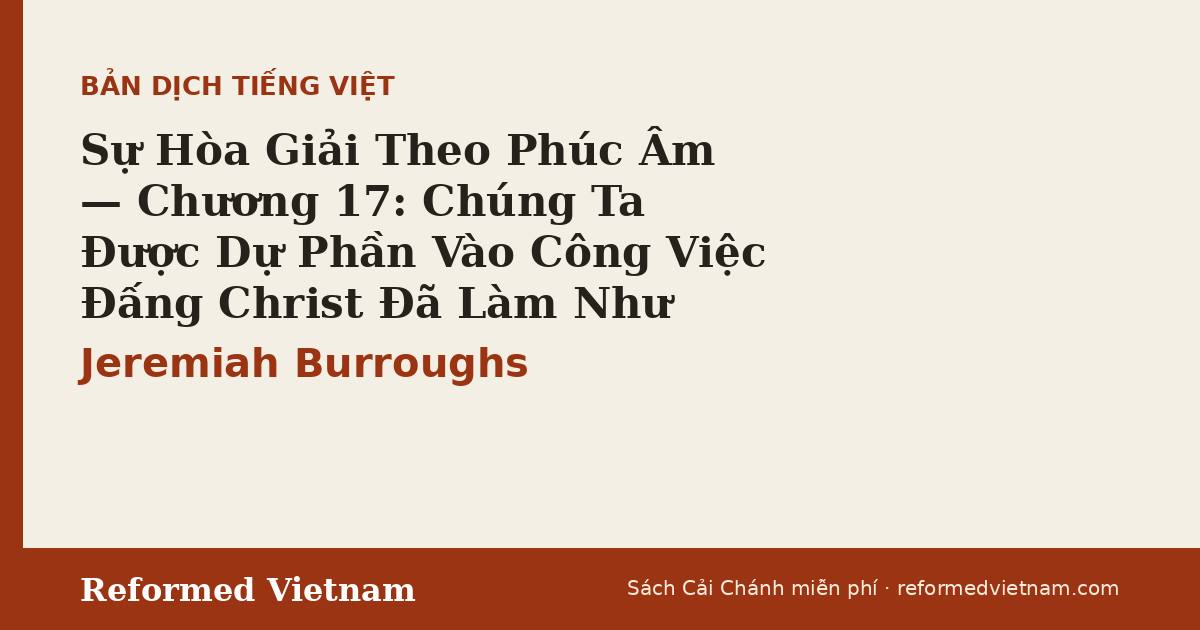 BẢN DỊCH TIẾNG VIỆT
Sự Hòa Giải Theo Phúc Âm
— Chương 17: Chúng Ta
Được Dự Phần Vào Công Việc
Đấng Christ Đã Làm Như
Jeremiah Burroughs
Reformed Vietnam
Sách Cải Chánh miễn phí · reformedvietnam.com